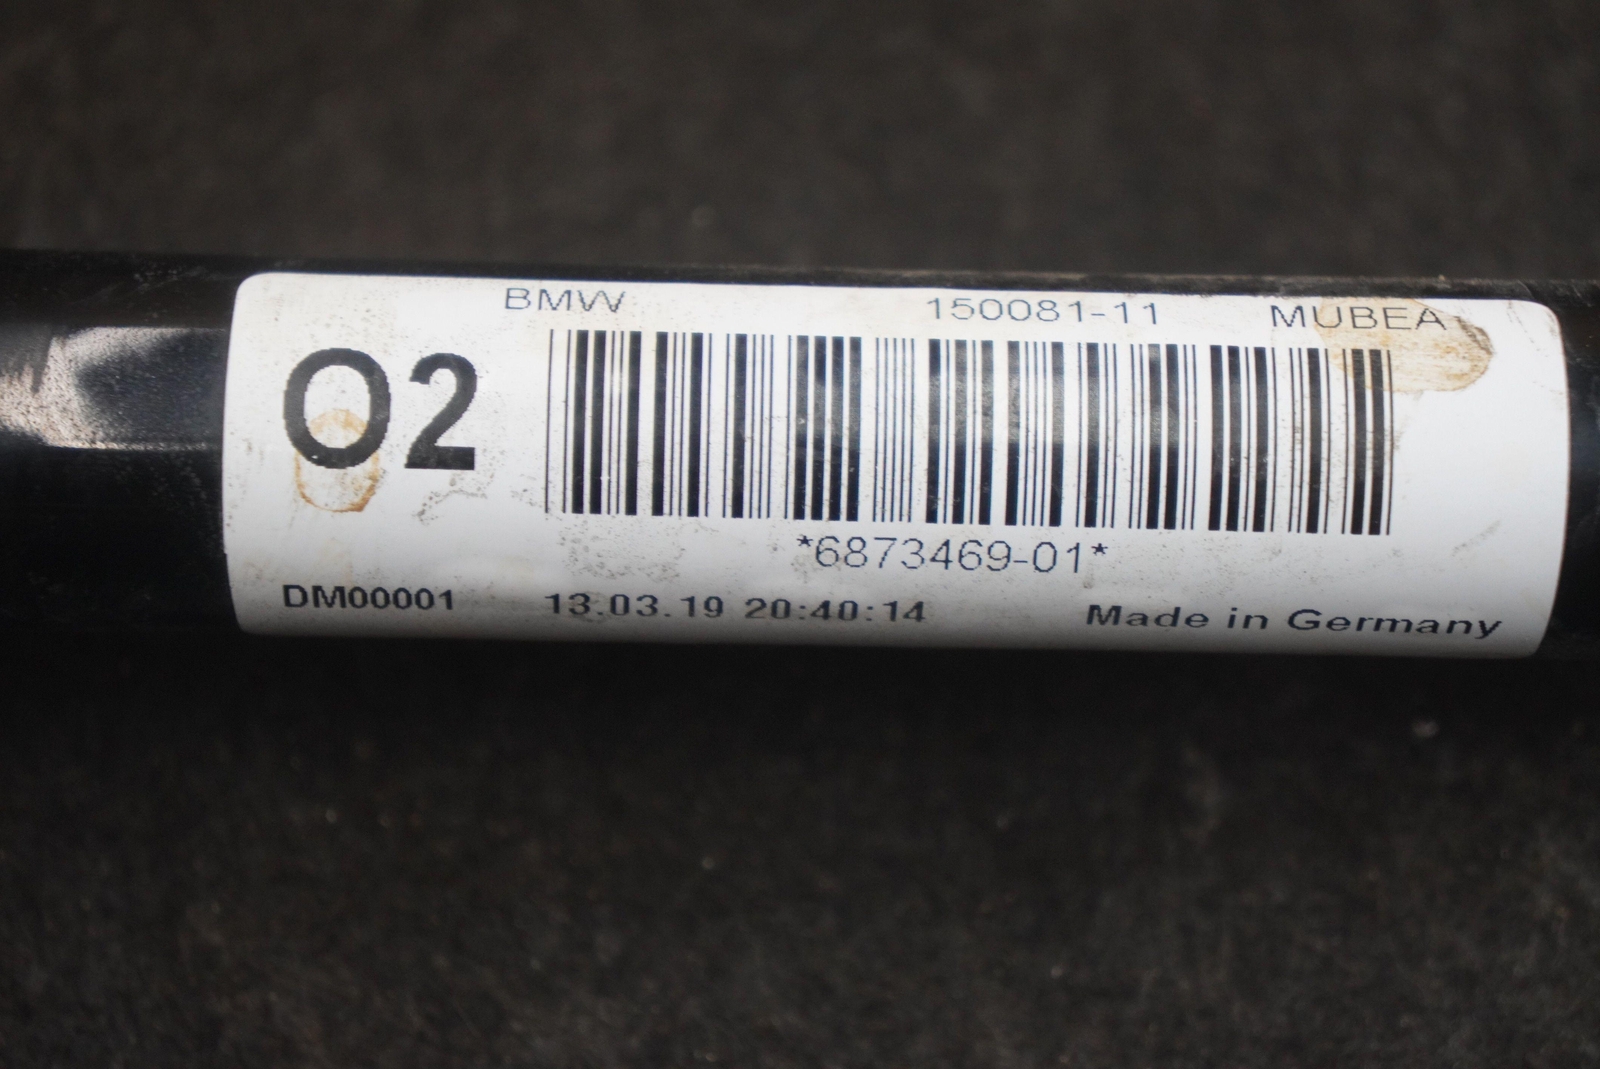 BMW 150081-11 MUBEA
O2
*6873469-01*
DM00001 13.03.19 20:40:14 Made in Germany